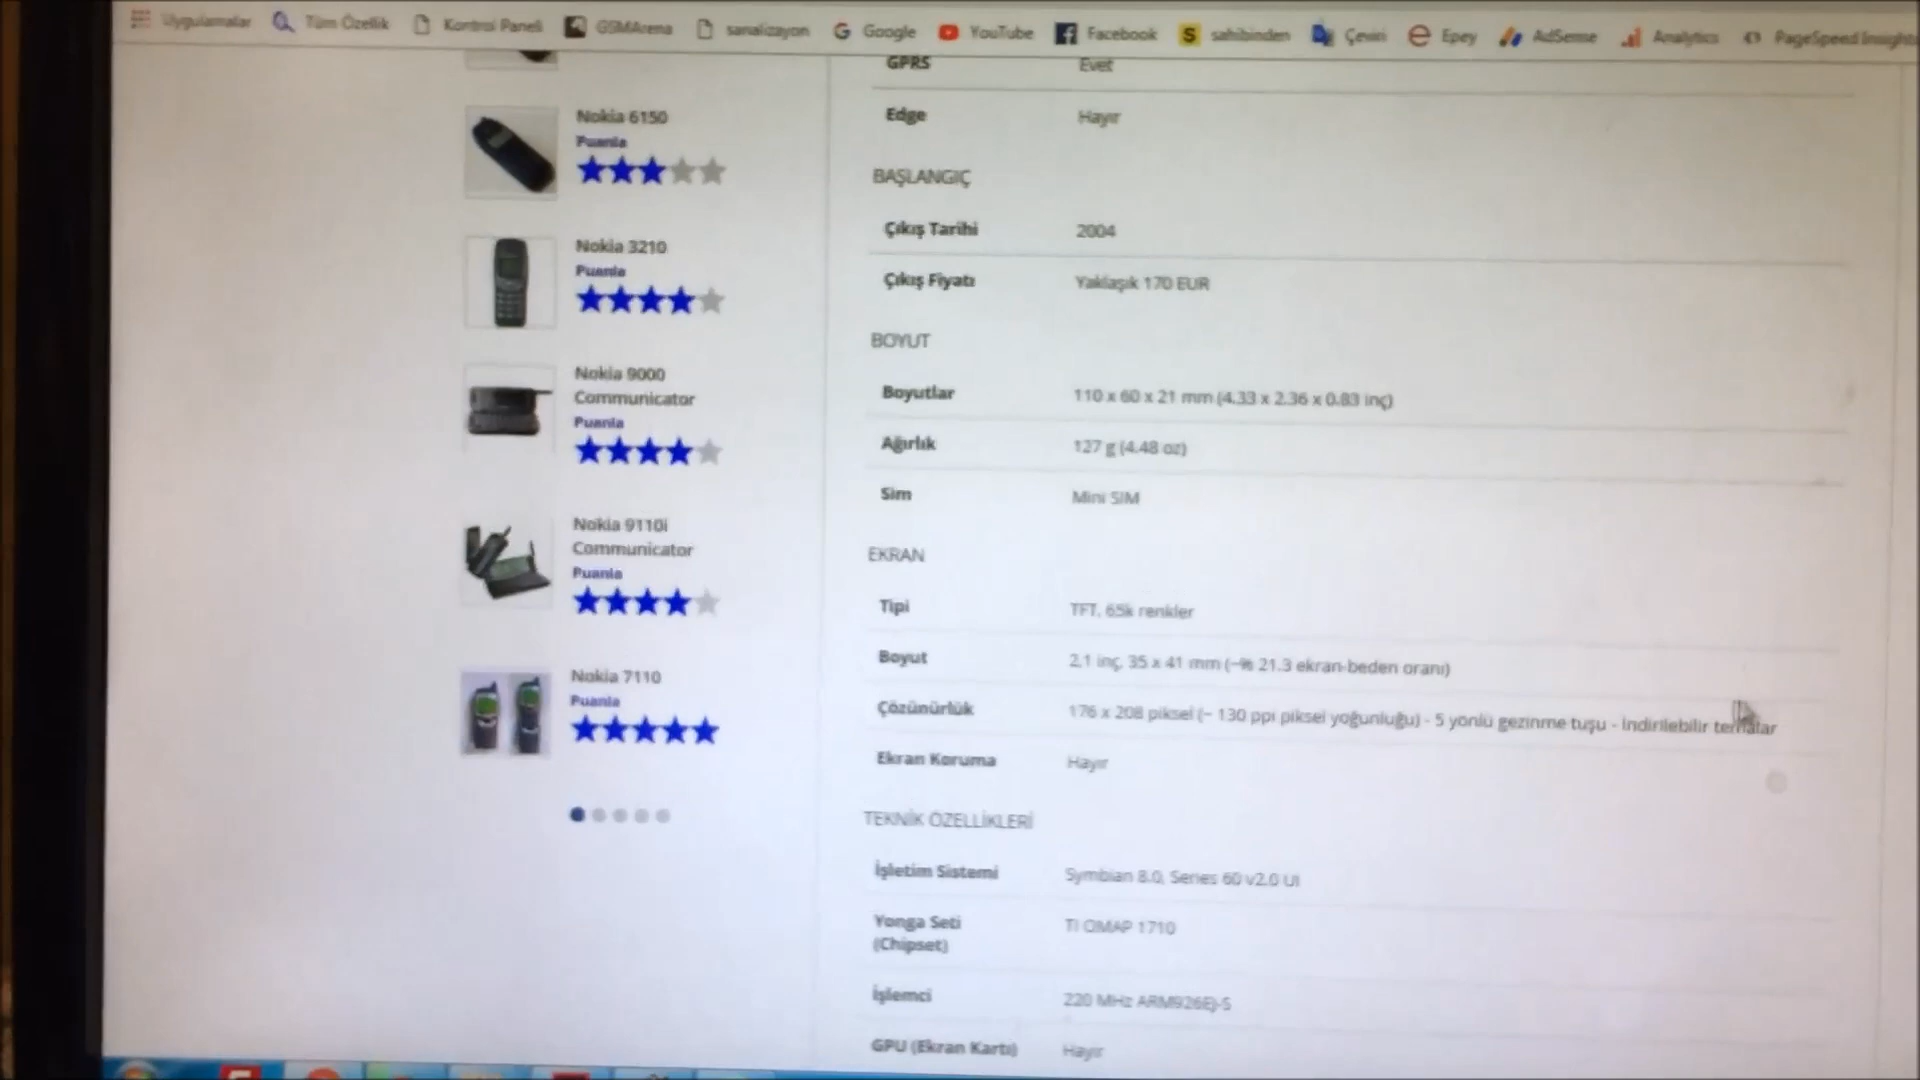 Uygulamalar Tüm Özellik Kontrol Paneli GSMArena sanalizayon Google YouTube Facebook sahibinden Çeviri Epey AdSense Analytics PageSpeed Insights
Nokia 6150
Puanla
Nokia 3210
Puanla
Nokia 9000
Communicator
Puanla
Nokia 9110i
Communicator
Puanla
Nokia 7110
Puanla
GPRS Evet
Edge Hayır
BAŞLANGIÇ
Çıkış Tarihi 2004
Çıkış Fiyatı Yaklaşık 170 EUR
BOYUT
Boyutlar 110 x 60 x 21 mm (4.33 x 2.36 x 0.83 inç)
Ağırlık 127 g (4.48 oz)
Sim Mini SIM
EKRAN
Tipi TFT, 65k renkler
Boyut 2,1 inç, 35 x 41 mm (~% 21.3 ekran-beden oranı)
Çözünürlük 176 x 208 piksel (~ 130 ppi piksel yoğunluğu) - 5 yönlü gezinme tuşu - İndirilebilir temalar
Ekran Koruma Hayır
TEKNİK ÖZELLİKLERİ
İşletim Sistemi Symbian 8.0, Series 60 v2.0 UI
Yonga Seti TI OMAP 1710
(Chipset)
İşlemci 220 MHz ARM926EJ-S
GPU (Ekran Kartı) Hayır